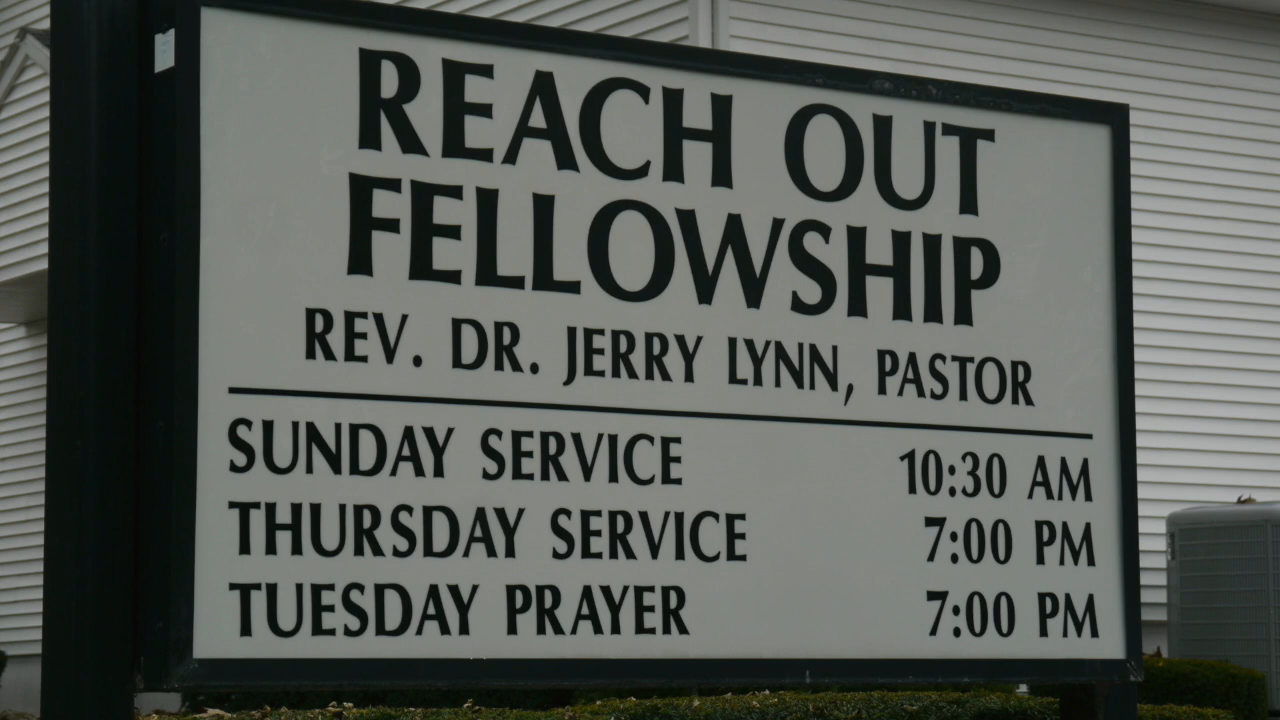 REACH OUT
FELLOWSHIP
REV. DR. JERRY LYNN, PASTOR
SUNDAY SERVICE 10:30 AM
THURSDAY SERVICE 7:00 PM
TUESDAY PRAYER 7:00 PM